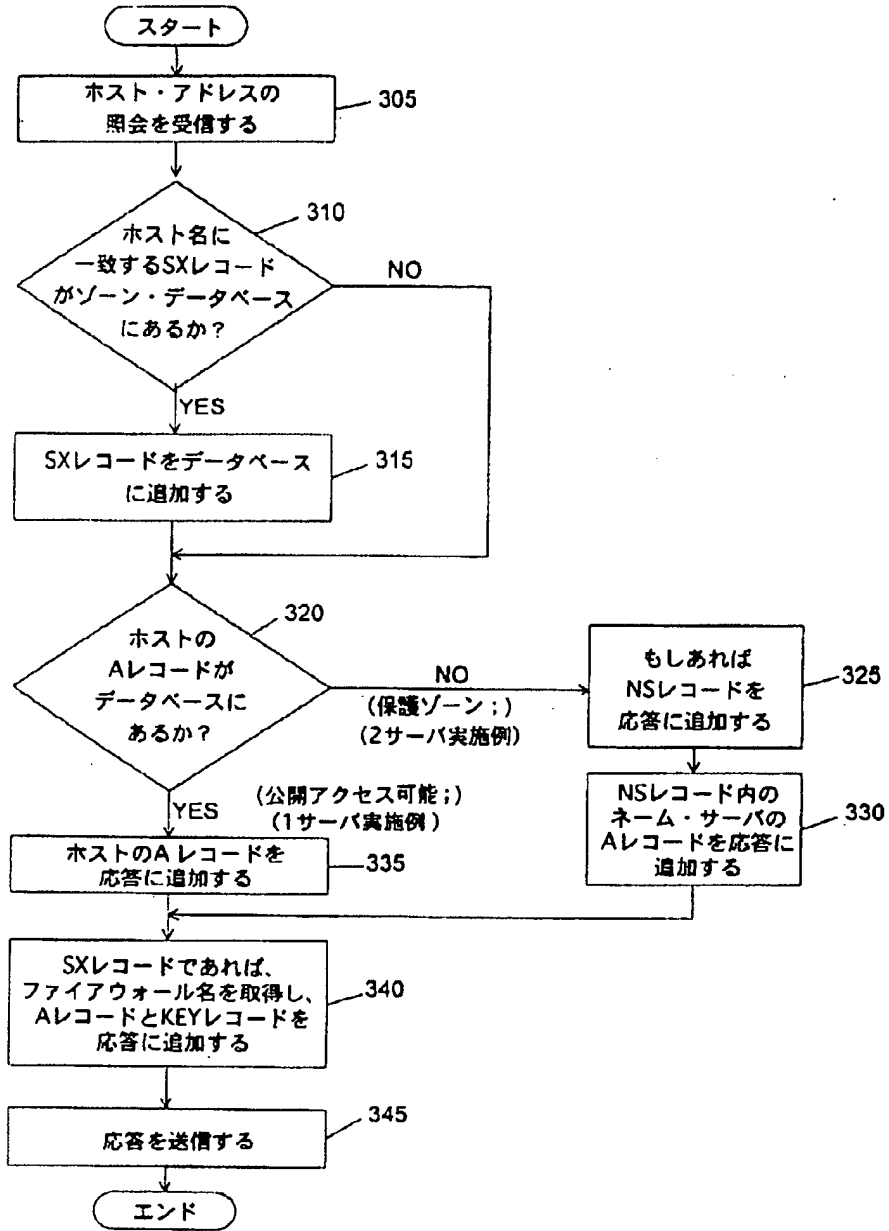 スタート
ホスト・アドレスの
照会を受信する
305
310
ホスト名に
一致するSXレコード
がゾーン・データベース
にあるか？
NO
YES
SXレコードをデータベース
に追加する
315
320
ホストの
Aレコードが
データベースに
あるか？
NO
(保護ゾーン；)
(2サーバ実施例)
もしあれば
NSレコードを
応答に追加する
325
YES
(公開アクセス可能；)
(1サーバ実施例)
NSレコード内の
ネーム・サーバの
Aレコードを応答に
追加する
330
ホストのA レコードを
応答に追加する
335
SXレコードであれば、
ファイアウォール名を取得し、
AレコードとKEYレコードを
応答に追加する
340
345
応答を送信する
エンド